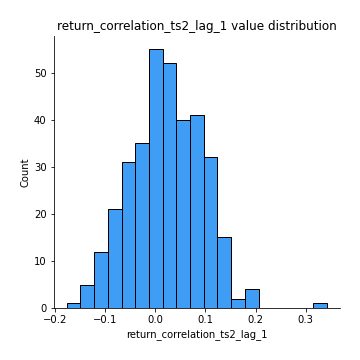 return_correlation_ts2_lag_1 value distribution
Count
50
40
30
20
10
0
−0.2 −0.1 0.0 0.1 0.2 0.3
return_correlation_ts2_lag_1